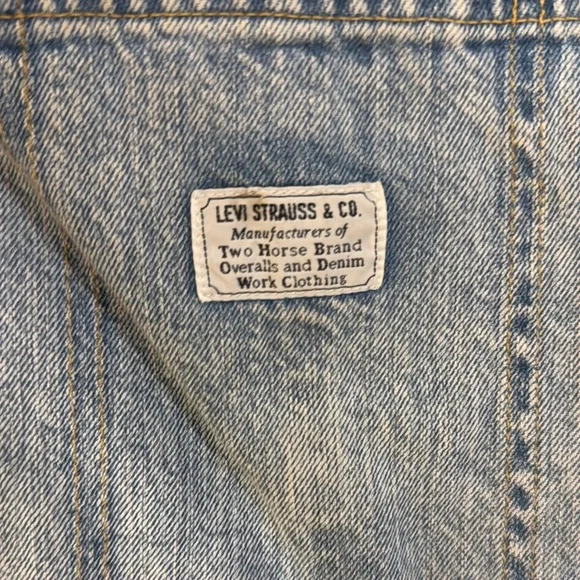 LEVI STRAUSS & CO.
Manufacturers of
Two Horse Brand
Overalls and Denim
Work Clothing